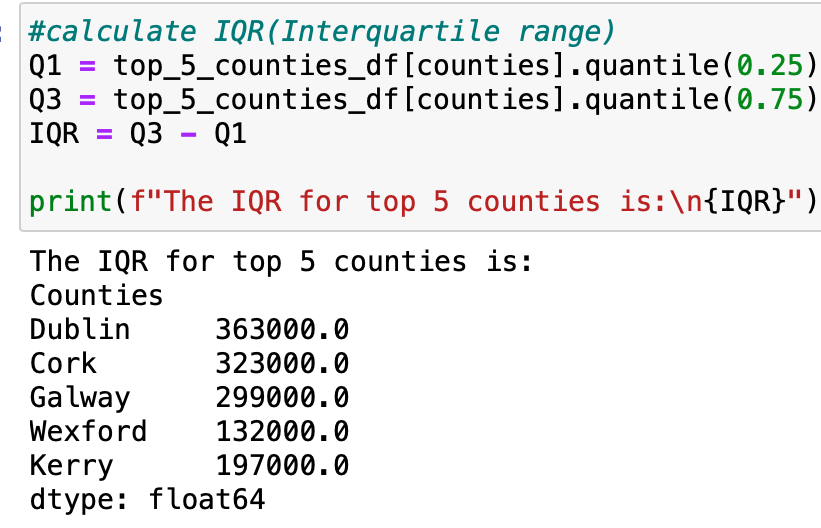 #calculate IQR(Interquartile range)
Q1 = top_5_counties_df[counties].quantile(0.25)
Q3 = top_5_counties_df[counties].quantile(0.75)
IQR = Q3 - Q1
print(f"The IQR for top 5 counties is:\n{IQR}")
The IQR for top 5 counties is:
Counties
Dublin     363000.0
Cork       323000.0
Galway     299000.0
Wexford    132000.0
Kerry      197000.0
dtype: float64